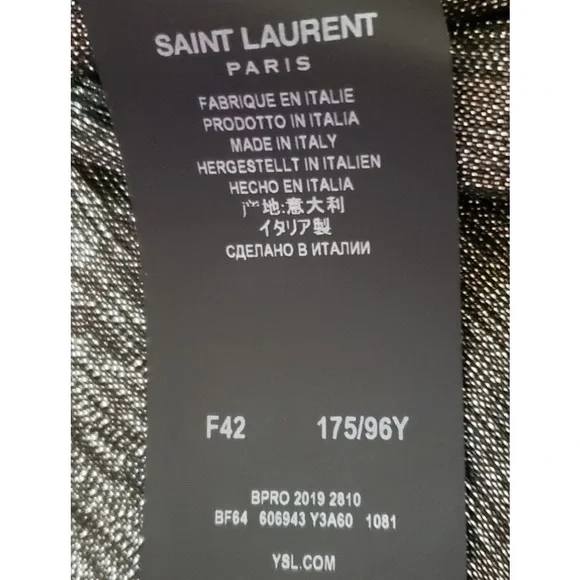 SAINT LAURENT
PARIS
FABRIQUE EN ITALIE
PRODOTTO IN ITALIA
MADE IN ITALY
HERGESTELLT IN ITALIEN
HECHO EN ITALIA
产地:意大利
イタリア製
СДЕЛАНО В ИТАЛИИ
F42 175/96Y
BPRO 2019 2810
BF64 606943 Y3A60 1081
YSL.COM